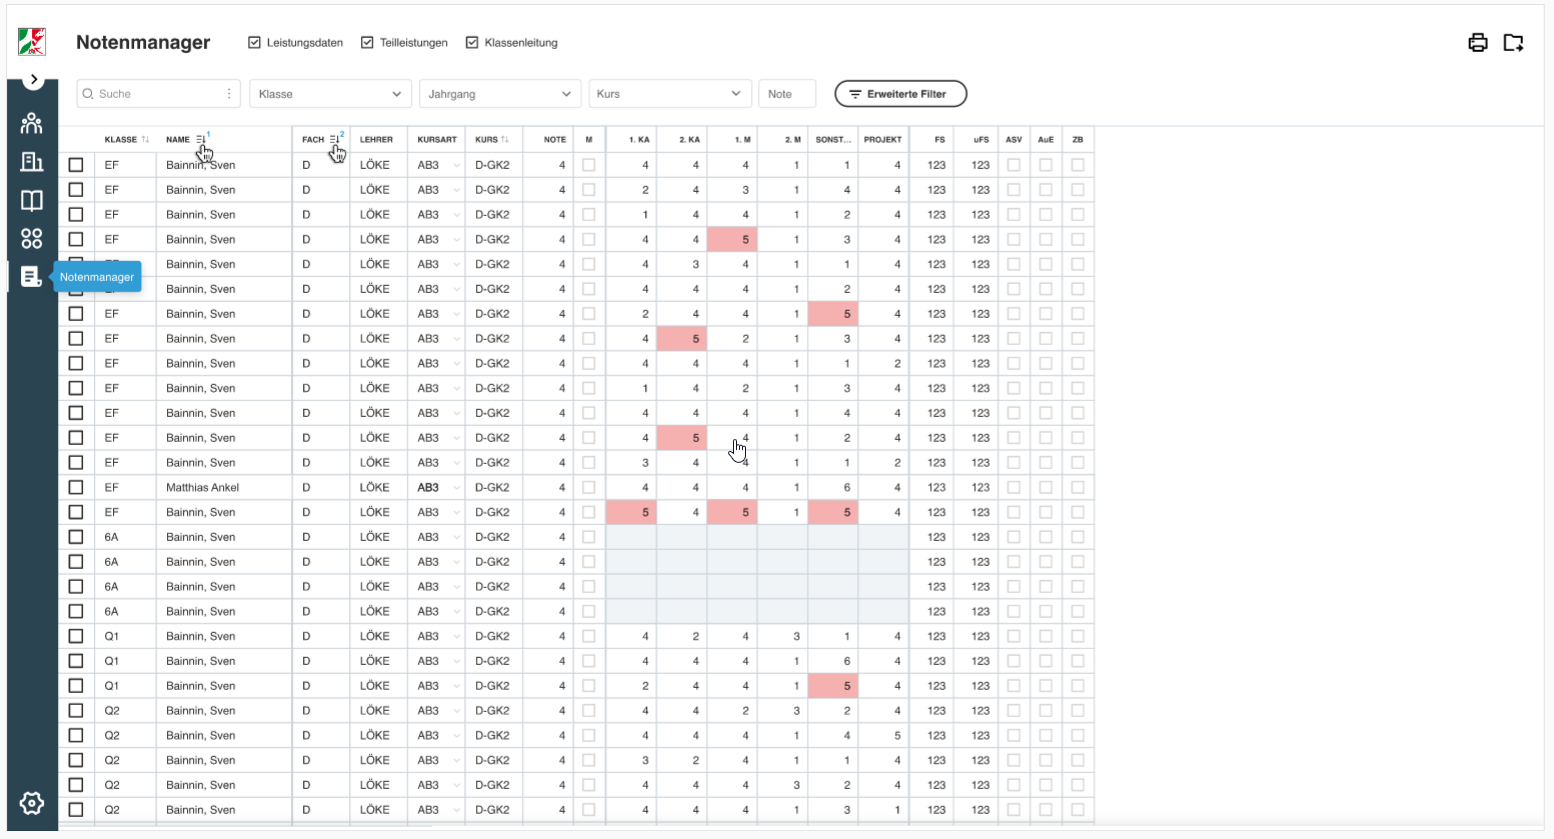 Notenmanager Leistungsdaten Teilleistungen Klassenleitung
Suche Klasse Jahrgang Kurs Note Erweiterte Filter
KLASSE NAME 1 FACH 2 LEHRER KURSART KURS NOTE M 1. KA 2. KA 1. M 2. M SONST... PROJEKT FS uFS ASV AuE ZB
EF Bainnin, Sven D LÖKE AB3 D-GK2 4 4 4 4 1 1 4 123 123
EF Bainnin, Sven D LÖKE AB3 D-GK2 4 2 4 3 1 4 4 123 123
EF Bainnin, Sven D LÖKE AB3 D-GK2 4 1 4 4 1 2 4 123 123
EF Bainnin, Sven D LÖKE AB3 D-GK2 4 4 4 5 1 3 4 123 123
Bainnin, Sven D LÖKE AB3 D-GK2 4 4 3 4 1 1 4 123 123
Notenmanager
Bainnin, Sven D LÖKE AB3 D-GK2 4 4 4 4 1 2 4 123 123
EF Bainnin, Sven D LÖKE AB3 D-GK2 4 2 4 4 1 5 4 123 123
EF Bainnin, Sven D LÖKE AB3 D-GK2 4 4 5 2 1 3 4 123 123
EF Bainnin, Sven D LÖKE AB3 D-GK2 4 4 4 4 1 1 2 123 123
EF Bainnin, Sven D LÖKE AB3 D-GK2 4 1 4 2 1 3 4 123 123
EF Bainnin, Sven D LÖKE AB3 D-GK2 4 4 4 4 1 4 4 123 123
EF Bainnin, Sven D LÖKE AB3 D-GK2 4 4 5 4 1 2 4 123 123
EF Bainnin, Sven D LÖKE AB3 D-GK2 4 3 4 4 1 1 2 123 123
EF Matthias Ankel D LÖKE AB3 D-GK2 4 4 4 4 1 6 4 123 123
EF Bainnin, Sven D LÖKE AB3 D-GK2 4 5 4 5 1 5 4 123 123
6A Bainnin, Sven D LÖKE AB3 D-GK2 4 123 123
6A Bainnin, Sven D LÖKE AB3 D-GK2 4 123 123
6A Bainnin, Sven D LÖKE AB3 D-GK2 4 123 123
6A Bainnin, Sven D LÖKE AB3 D-GK2 4 123 123
Q1 Bainnin, Sven D LÖKE AB3 D-GK2 4 4 2 4 3 1 4 123 123
Q1 Bainnin, Sven D LÖKE AB3 D-GK2 4 4 4 4 1 6 4 123 123
Q1 Bainnin, Sven D LÖKE AB3 D-GK2 4 2 4 4 1 5 4 123 123
Q2 Bainnin, Sven D LÖKE AB3 D-GK2 4 4 4 2 3 2 4 123 123
Q2 Bainnin, Sven D LÖKE AB3 D-GK2 4 4 4 4 1 4 5 123 123
Q2 Bainnin, Sven D LÖKE AB3 D-GK2 4 3 2 4 1 1 4 123 123
Q2 Bainnin, Sven D LÖKE AB3 D-GK2 4 4 4 4 3 2 4 123 123
Q2 Bainnin, Sven D LÖKE AB3 D-GK2 4 4 4 4 1 3 1 123 123